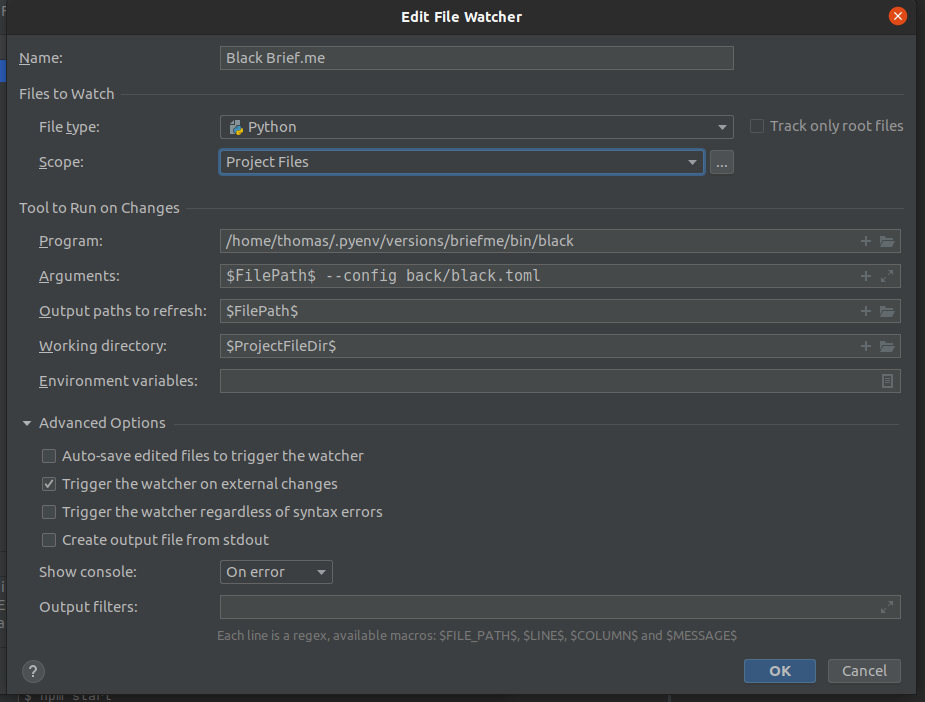 Edit File Watcher
Name: Black Brief.me
Files to Watch
File type: Python Track only root files
Scope: Project Files ...
Tool to Run on Changes
Program: /home/thomas/.pyenv/versions/briefme/bin/black
Arguments: $FilePath$ --config back/black.toml
Output paths to refresh: $FilePath$
Working directory: $ProjectFileDir$
Environment variables:
Advanced Options
Auto-save edited files to trigger the watcher
Trigger the watcher on external changes
Trigger the watcher regardless of syntax errors
Create output file from stdout
Show console: On error
Output filters:
Each line is a regex, available macros: $FILE_PATH$, $LINE$, $COLUMN$ and $MESSAGE$
? OK Cancel
$ npm start